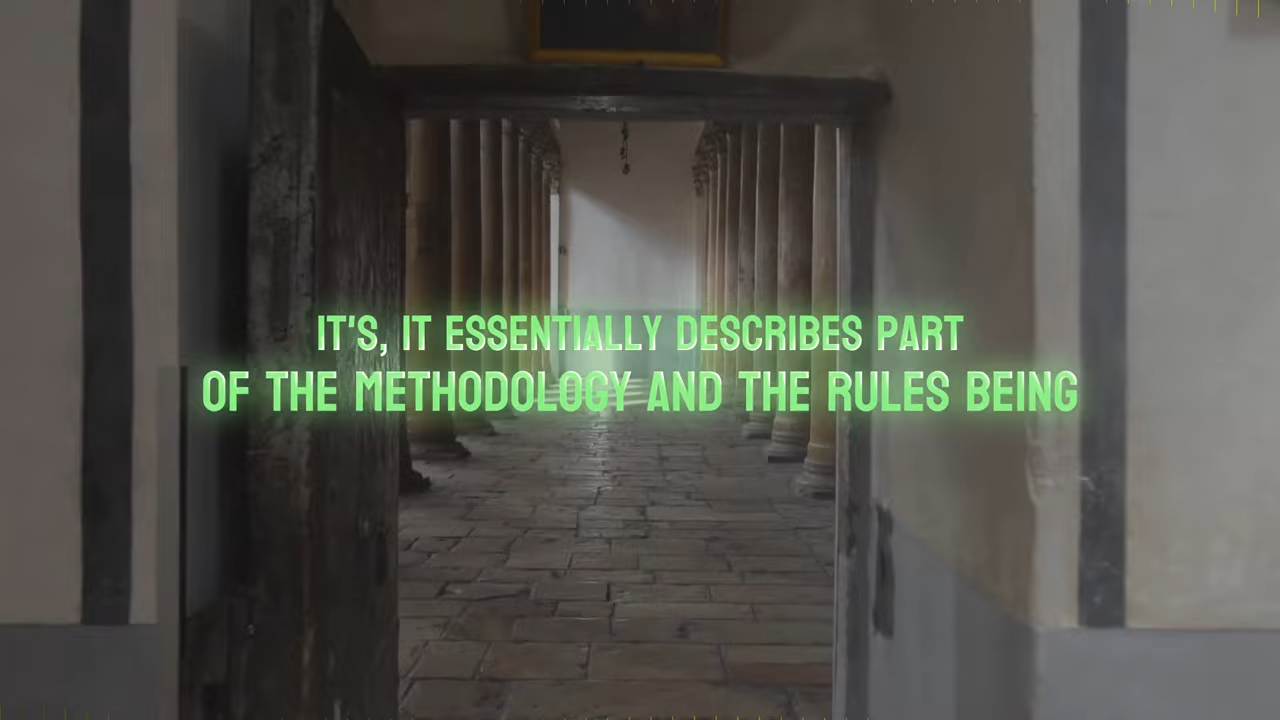 IT'S, IT ESSENTIALLY DESCRIBES PART
OF THE METHODOLOGY AND THE RULES BEING